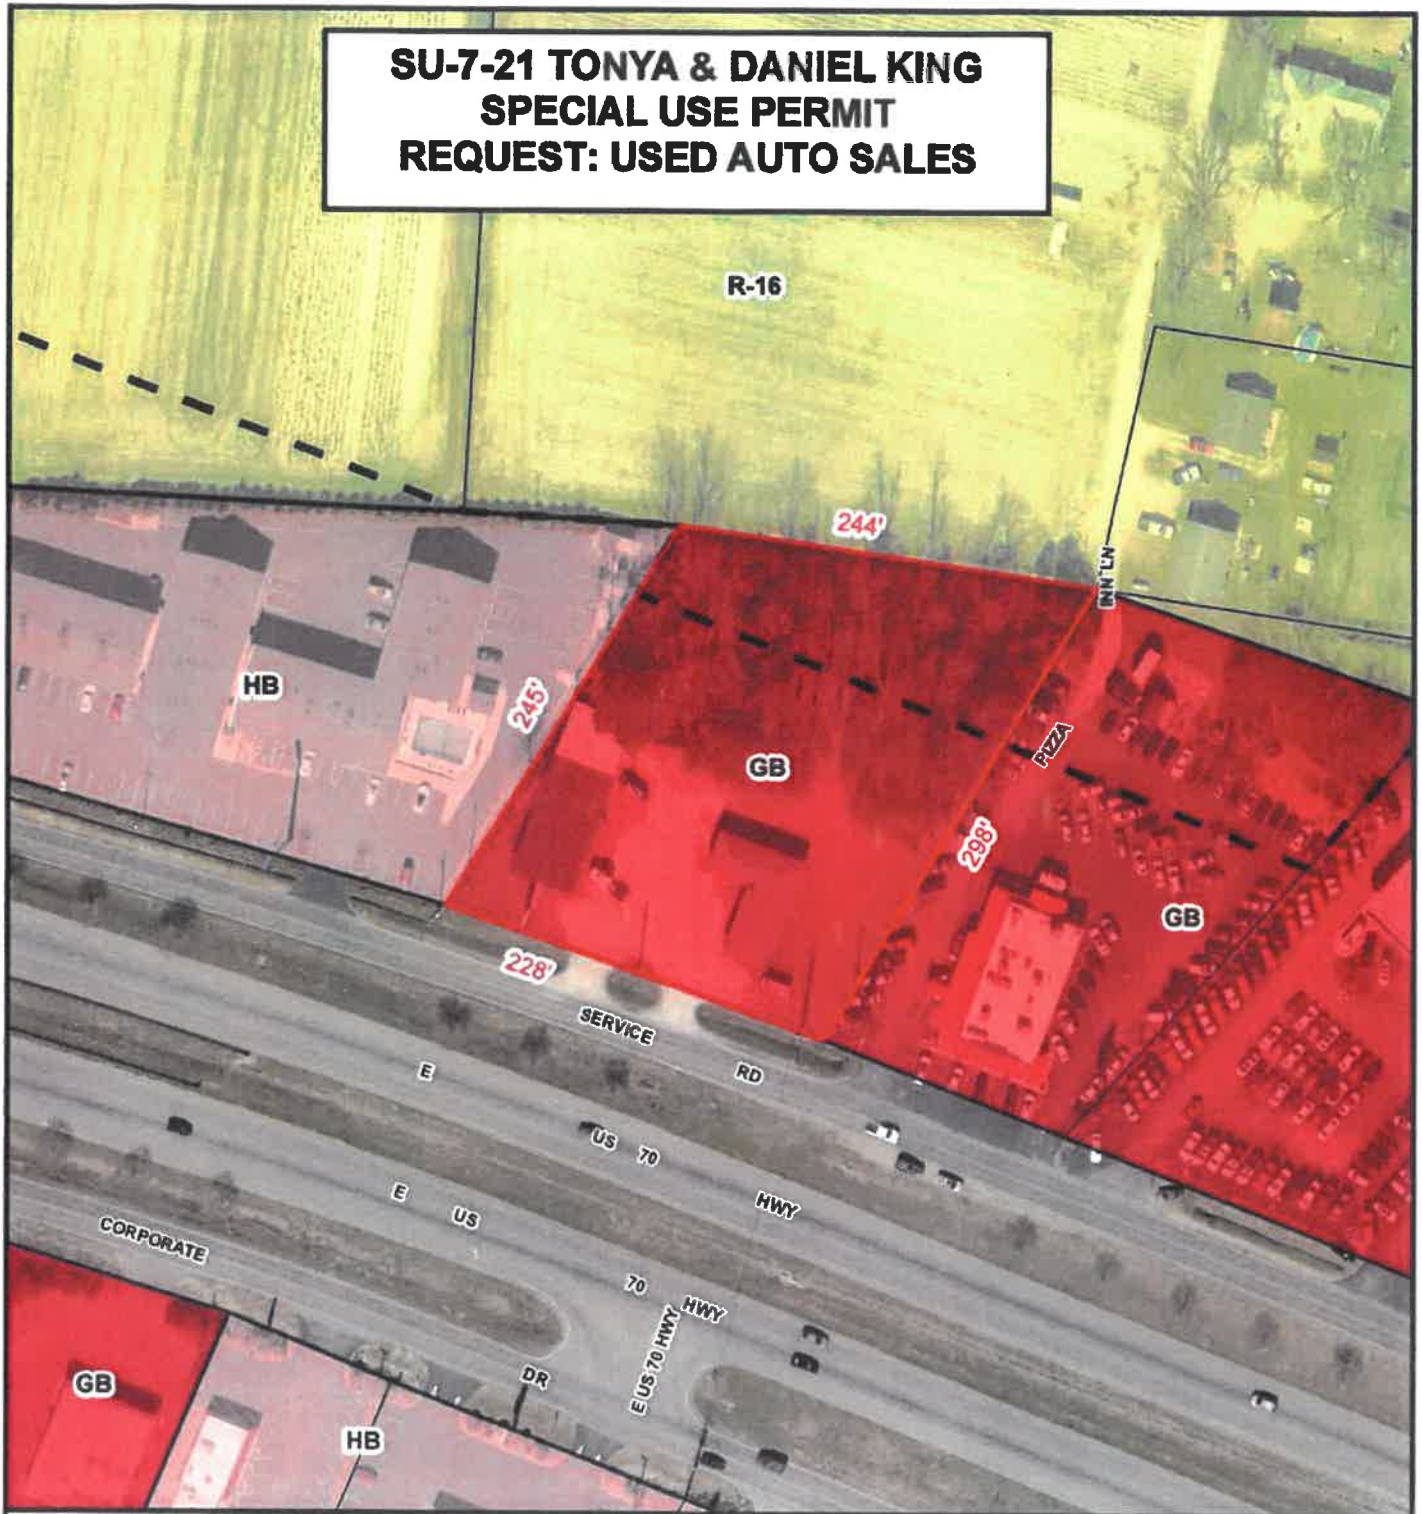 SU-7-21 TONYA & DANIEL KING
SPECIAL USE PERMIT
REQUEST: USED AUTO SALES
R-16
244'
INN LN
HB
245'
GB
PIZZA
298'
GB
228'
SERVICE
RD
E
US 70
HWY
E
US
70
HWY
CORPORATE
DR
E US 70 HWY
GB
HB